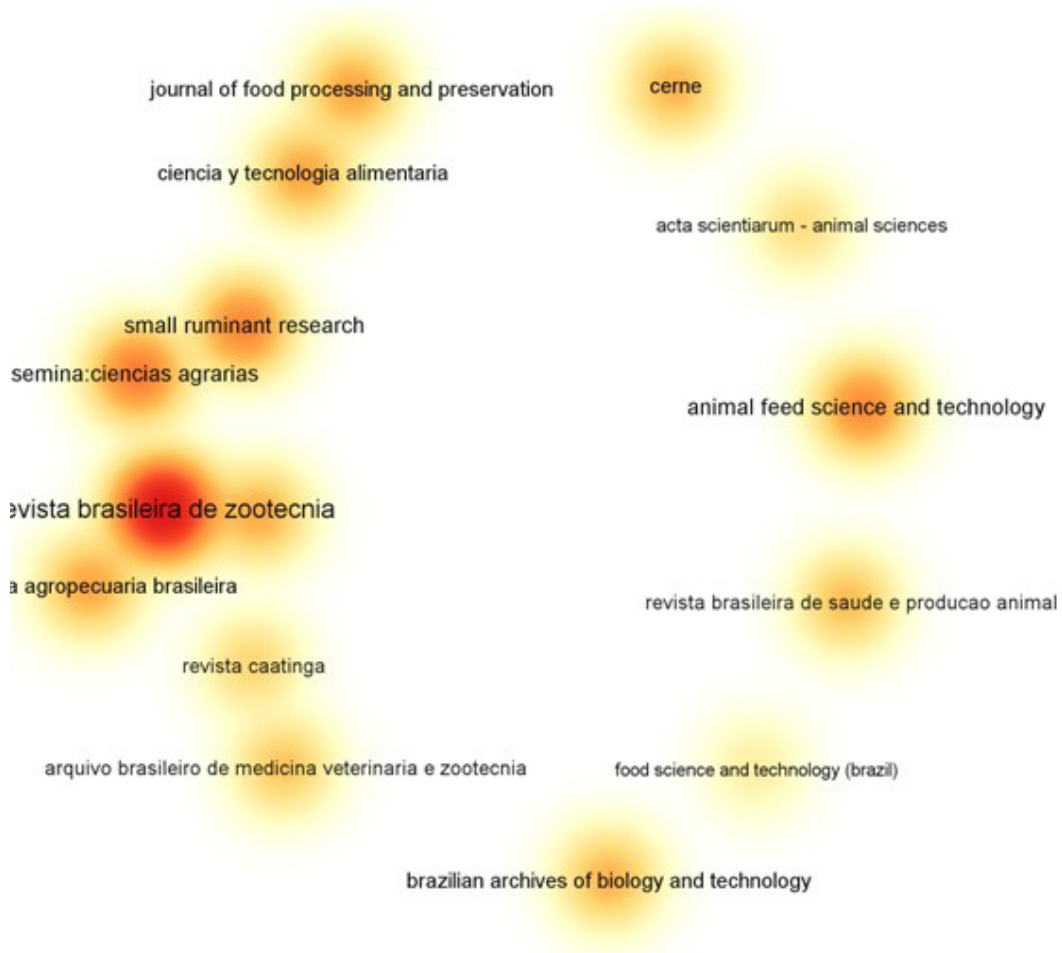 journal of food processing and preservation
cerne
ciencia y tecnologia alimentaria
acta scientiarum - animal sciences
small ruminant research
semina:ciencias agrarias
animal feed science and technology
evista brasileira de zootecnia
a agropecuaria brasileira
revista brasileira de saude e producao animal
revista caatinga
arquivo brasileiro de medicina veterinaria e zootecnia
food science and technology (brazil)
brazilian archives of biology and technology